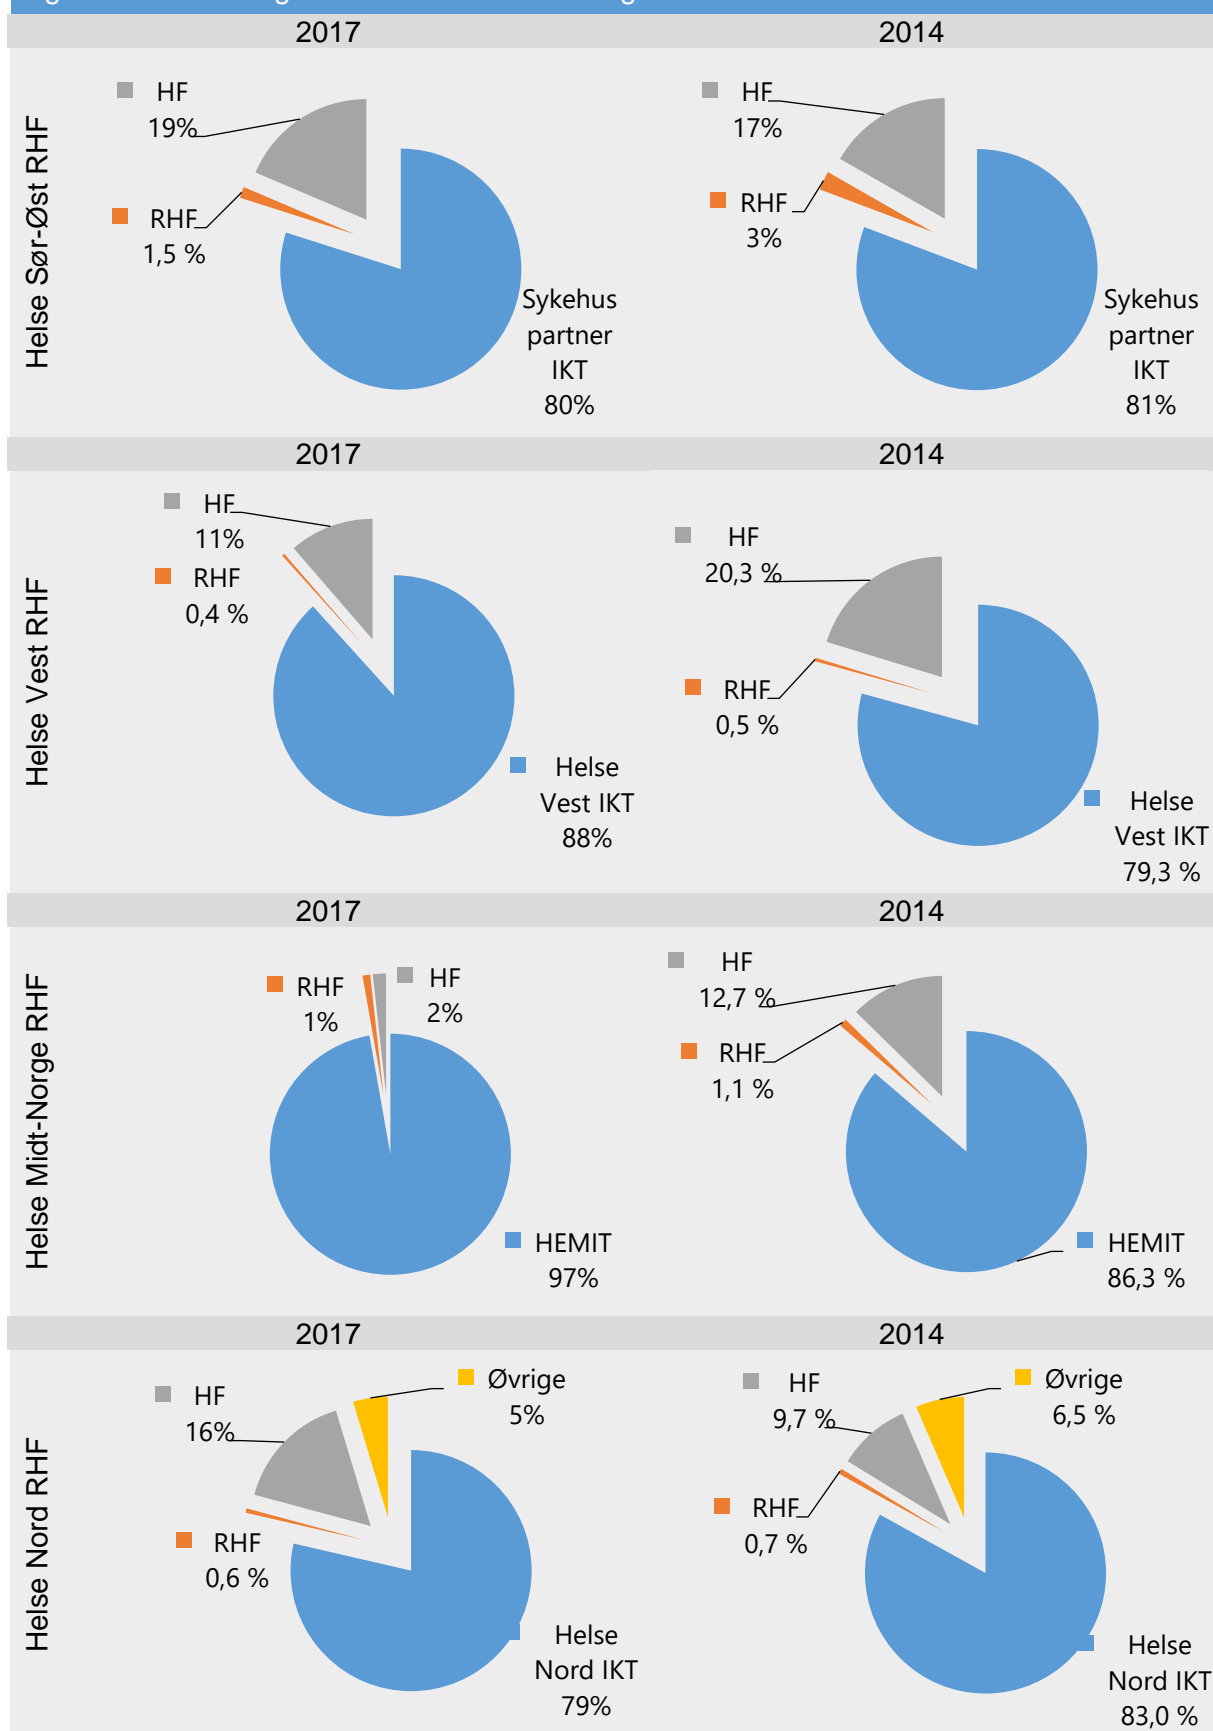 2017
2014
Helse Sør-Øst RHF
HF
19%
RHF
1,5 %
Sykehus
partner
IKT
80%
HF
17%
RHF
3%
Sykehus
partner
IKT
81%
2017
2014
Helse Vest RHF
HF
11%
RHF
0,4 %
Helse
Vest IKT
88%
HF
20,3 %
RHF
0,5 %
Helse
Vest IKT
79,3 %
2017
2014
Helse Midt-Norge RHF
RHF
1%
HF
2%
HEMIT
97%
HF
12,7 %
RHF
1,1 %
HEMIT
86,3 %
2017
2014
Helse Nord RHF
HF
16%
Øvrige
5%
RHF
0,6 %
Helse
Nord IKT
79%
HF
9,7 %
Øvrige
6,5 %
RHF
0,7 %
Helse
Nord IKT
83,0 %